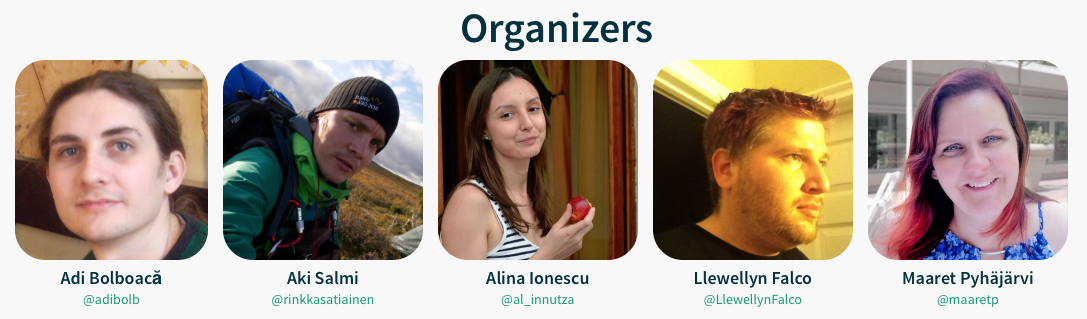 Organizers
Adi Bolboacă
@adibolb
Aki Salmi
@rinkkasatiainen
Alina Ionescu
@al_innutza
Llewellyn Falco
@LlewellynFalco
Maaret Pyhäjärvi
@maaretp